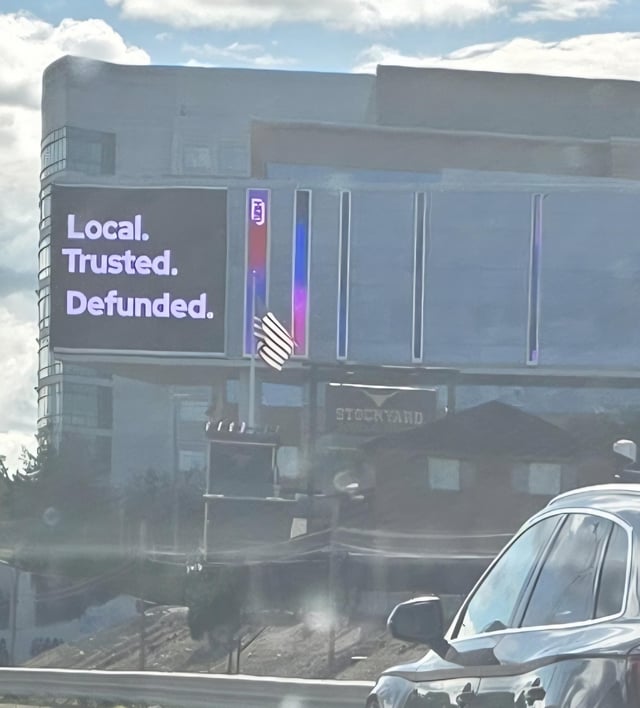 Local.
Trusted.
Defunded.
STOCKYARD